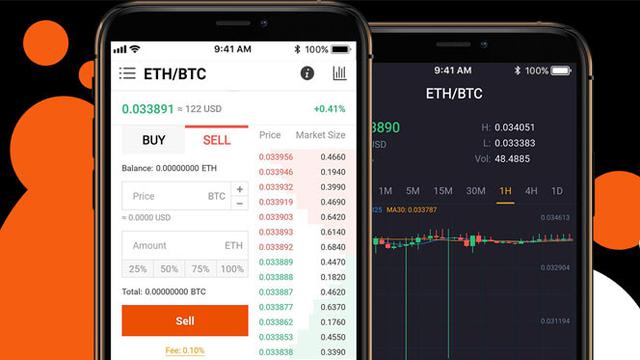 9:41 AM 100%
ETH/BTC
0.033891 ≈ 122 USD +0.41%
BUY SELL
Balance: 0.00000000 ETH
Price BTC + −
≈ 0.0000 USD
Amount ETH
25% 50% 75% 100%
Total: 0.00000000 BTC
Sell
Fee: 0.10%
Price Market Size
0.033956 0.4660
0.033946 0.1940
0.033932 0.3990
0.033919 0.4690
0.033903 0.6420
0.033893 0.6140
0.033892 0.6840
0.033889 0.4470
0.033888 0.1820
0.033887 0.4620
0.033877 0.6370
0.033862 0.1760
0.033853 0.4510
0.033838 0.3390
9:41 AM 100%
ETH/BTC
3890
USD
H: 0.034051
L: 0.033383
Vol: 48.4885
1M 5M 15M 30M 1H 4H 1D
MA30: 0.033787
0.034613
0.032904
0.031194